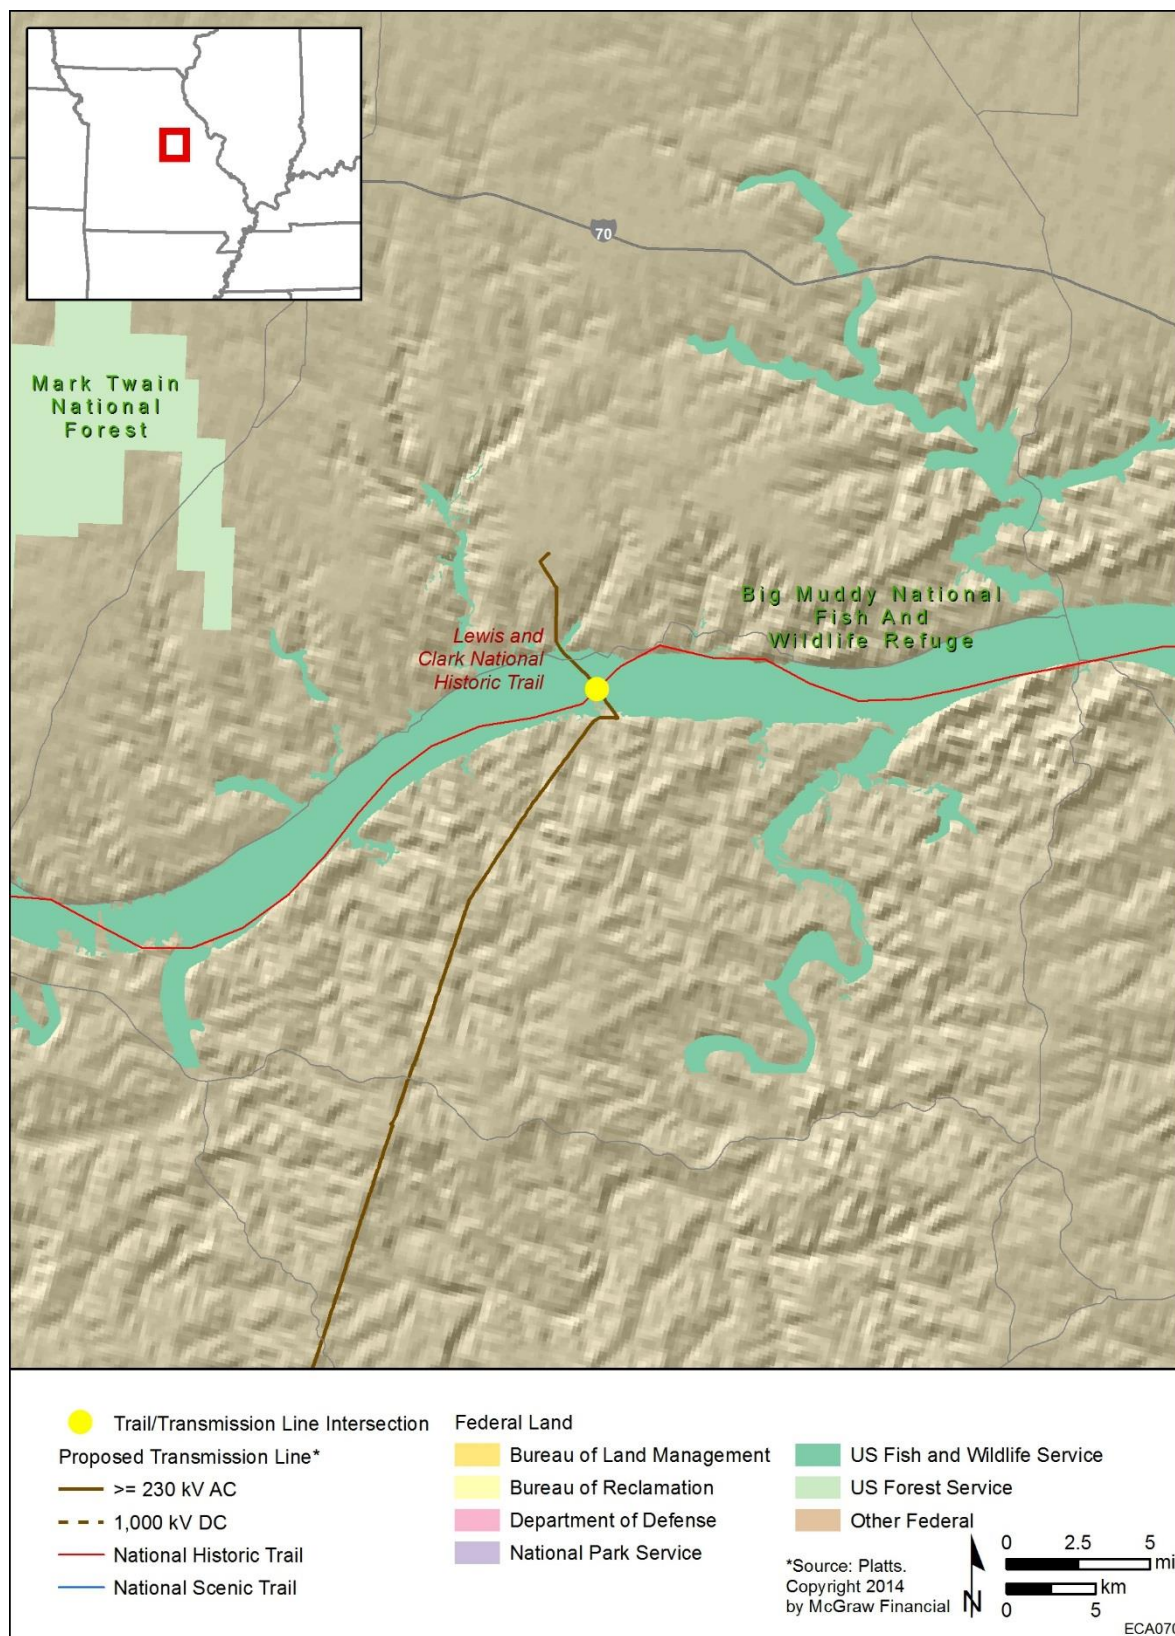 70
Mark Twain
National
Forest
Big Muddy National
Fish And
Wildlife Refuge
Lewis and
Clark National
Historic Trail
Trail/Transmission Line Intersection
Proposed Transmission Line*
>= 230 kV AC
1,000 kV DC
National Historic Trail
National Scenic Trail
Federal Land
Bureau of Land Management
Bureau of Reclamation
Department of Defense
National Park Service
US Fish and Wildlife Service
US Forest Service
Other Federal
*Source: Platts.
Copyright 2014
by McGraw Financial
N
0 2.5 5
mi
km
0 5
ECA070